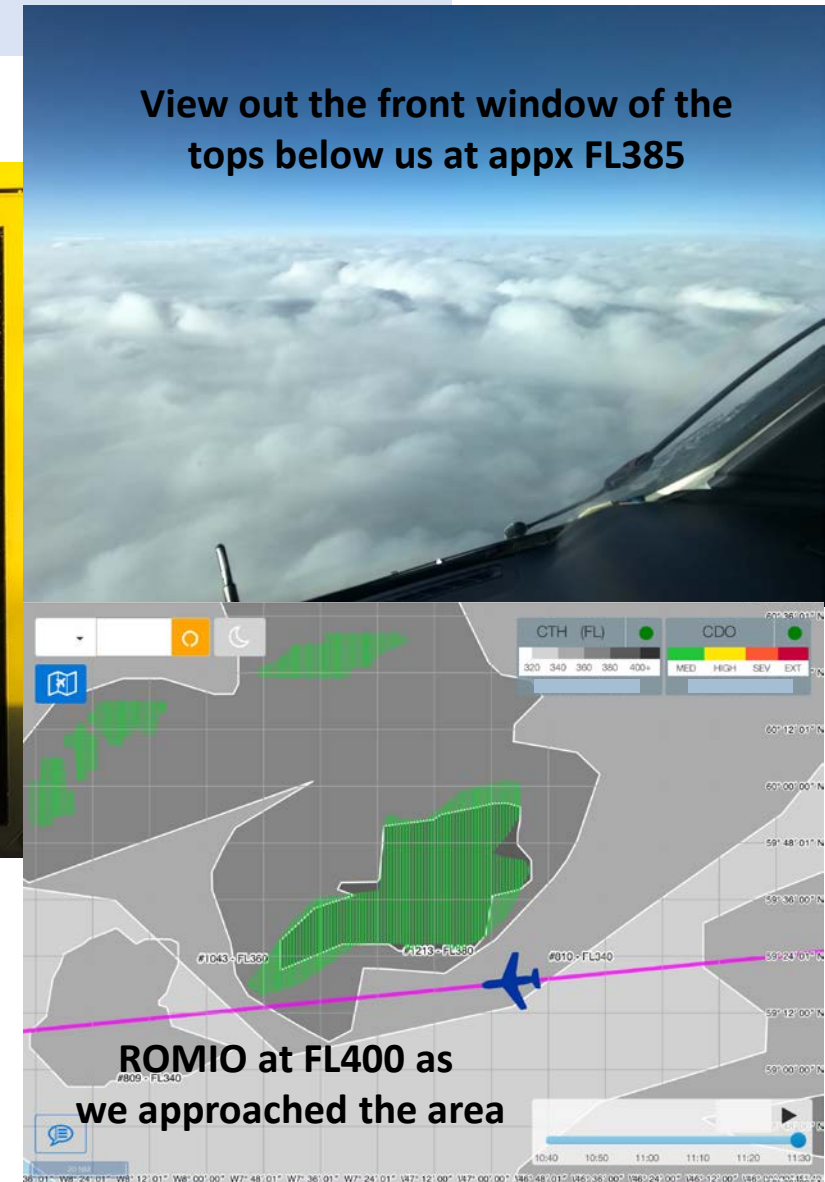 View out the front window of the
tops below us at appx FL385
CTH (FL)
CDO
320 340 360 380 400+
MED HIGH SEV EXT
60° 12' 01" N
60° 00' 00" N
59° 48' 01" N
59° 36' 00" N
#1043 - FL360
#1213 - FL380
#810 - FL340
59° 24' 01" N
59° 12' 00" N
ROMIO at FL400 as
#809 - FL340
we approached the area
59° 00' 00" N
10:40 10:50 11:00 11:10 11:20 11:30